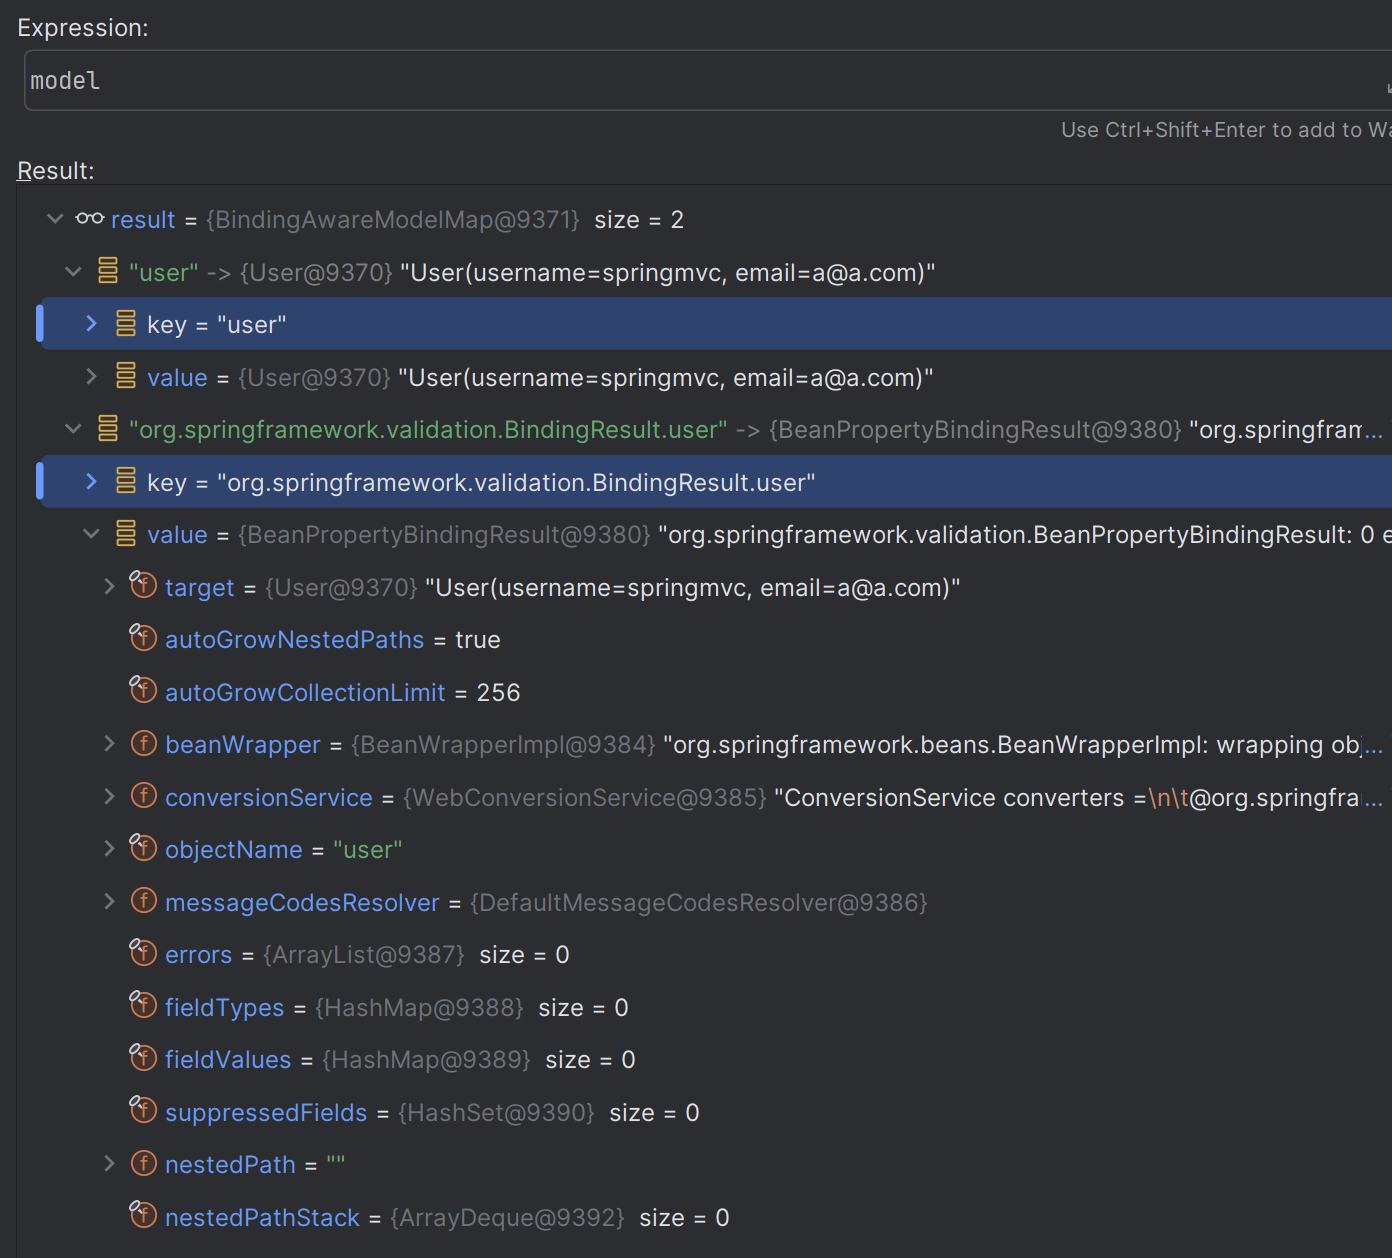 Expression:
model
Use Ctrl+Shift+Enter to add to Wa
Result:
result = {BindingAwareModelMap@9371} size = 2
"user" -> {User@9370} "User(username=springmvc, email=a@a.com)"
key = "user"
value = {User@9370} "User(username=springmvc, email=a@a.com)"
"org.springframework.validation.BindingResult.user" -> {BeanPropertyBindingResult@9380} "org.springfram...
key = "org.springframework.validation.BindingResult.user"
value = {BeanPropertyBindingResult@9380} "org.springframework.validation.BeanPropertyBindingResult: 0 e
target = {User@9370} "User(username=springmvc, email=a@a.com)"
autoGrowNestedPaths = true
autoGrowCollectionLimit = 256
beanWrapper = {BeanWrapperImpl@9384} "org.springframework.beans.BeanWrapperImpl: wrapping obj...
conversionService = {WebConversionService@9385} "ConversionService converters =\n\t@org.springfra...
objectName = "user"
messageCodesResolver = {DefaultMessageCodesResolver@9386}
errors = {ArrayList@9387} size = 0
fieldTypes = {HashMap@9388} size = 0
fieldValues = {HashMap@9389} size = 0
suppressedFields = {HashSet@9390} size = 0
nestedPath = ""
nestedPathStack = {ArrayDeque@9392} size = 0